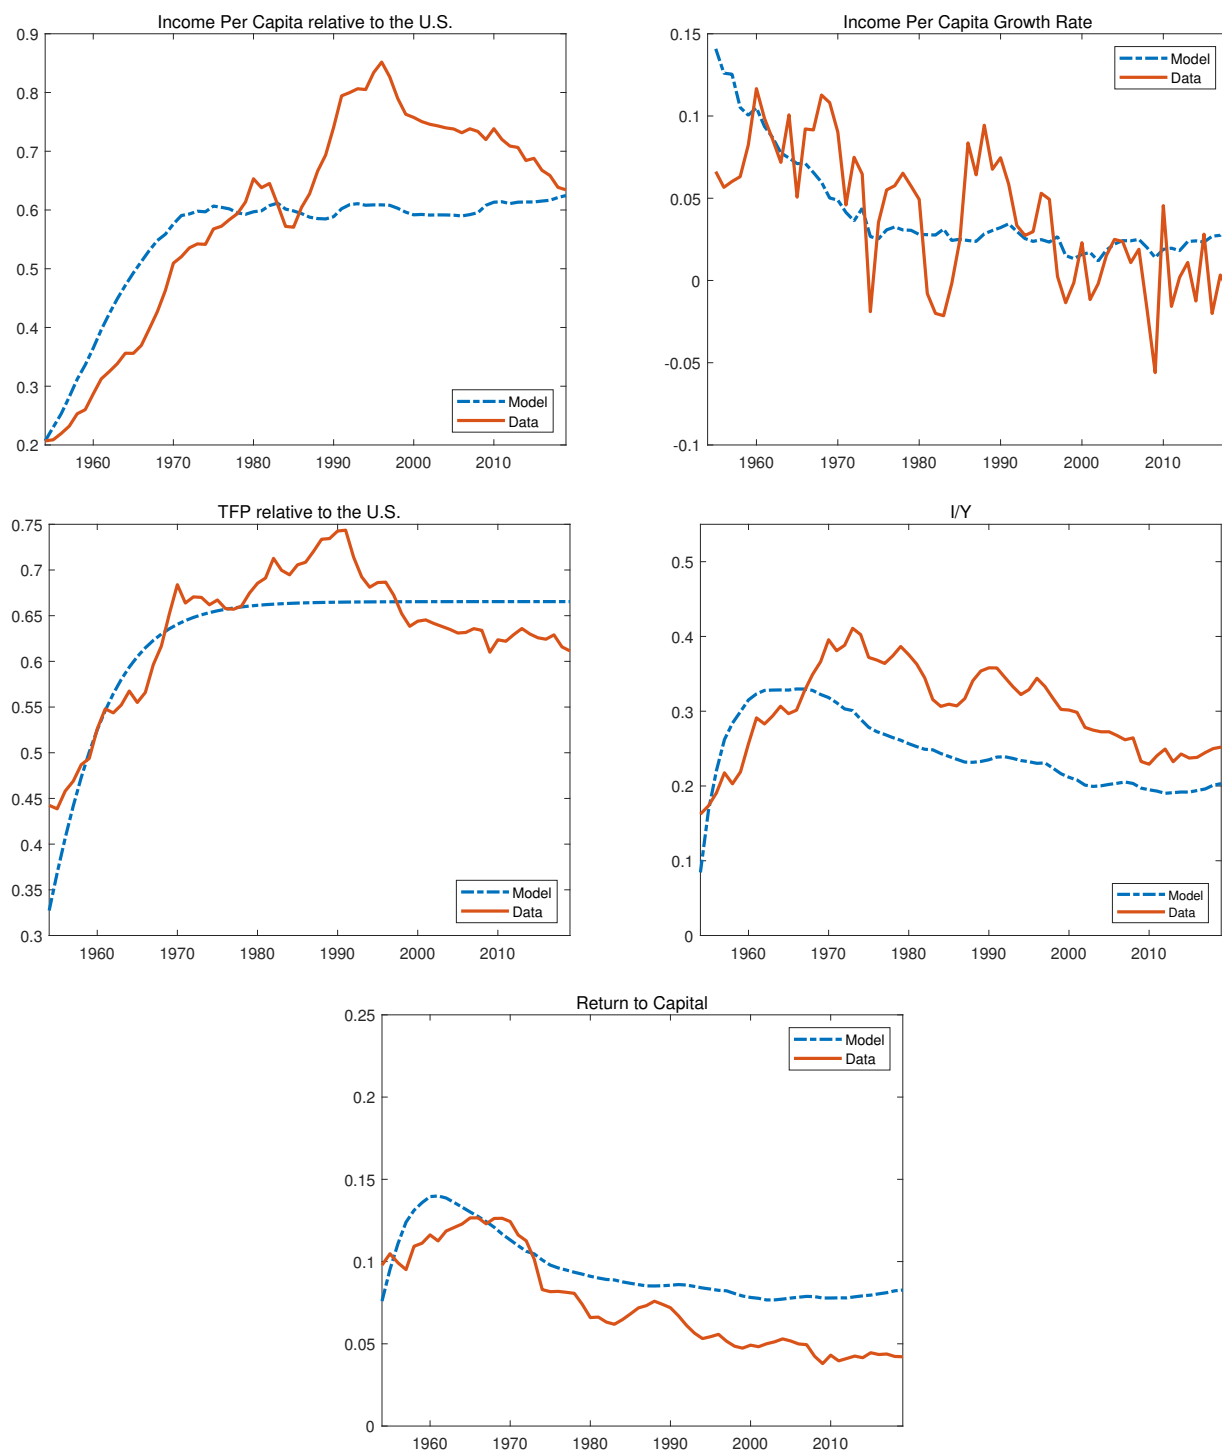 Income Per Capita relative to the U.S.
0.9
0.8
0.7
0.6
0.5
0.4
0.3
0.2
1960 1970 1980 1990 2000 2010
Model
Data
Income Per Capita Growth Rate
0.15
0.1
0.05
0
-0.05
-0.1
1960 1970 1980 1990 2000 2010
Model
Data
TFP relative to the U.S.
0.75
0.7
0.65
0.6
0.55
0.5
0.45
0.4
0.35
0.3
1960 1970 1980 1990 2000 2010
Model
Data
I/Y
0.5
0.4
0.3
0.2
0.1
0
1960 1970 1980 1990 2000 2010
Model
Data
Return to Capital
0.25
0.2
0.15
0.1
0.05
0
1960 1970 1980 1990 2000 2010
Model
Data